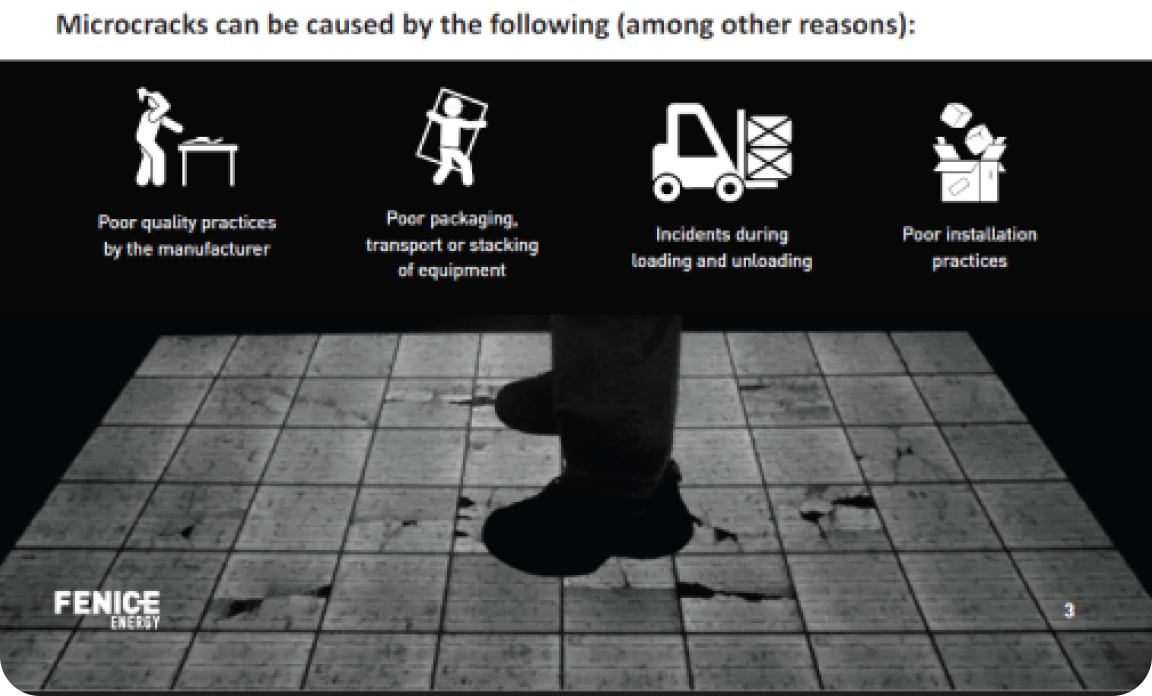 Microcracks can be caused by the following (among other reasons):
Poor quality practices
by the manufacturer
Poor packaging,
transport or stacking
of equipment
Incidents during
loading and unloading
Poor installation
practices
FENICE
ENERGY
3